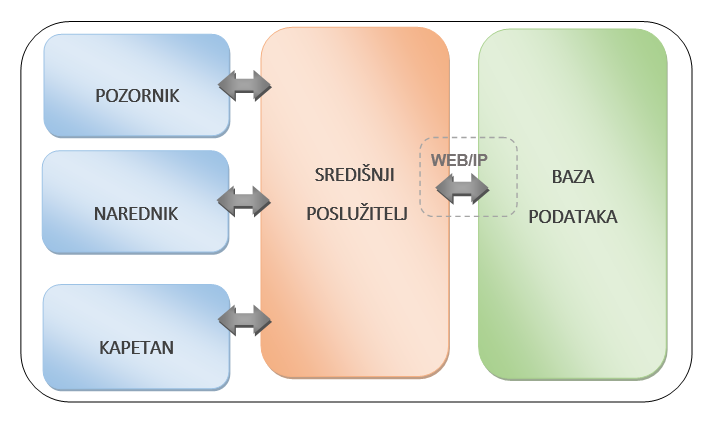 POZORNIK
NAREDNIK
KAPETAN
SREDIŠNJI
POSLUŽITELJ
WEB/IP
BAZA
PODATAKA